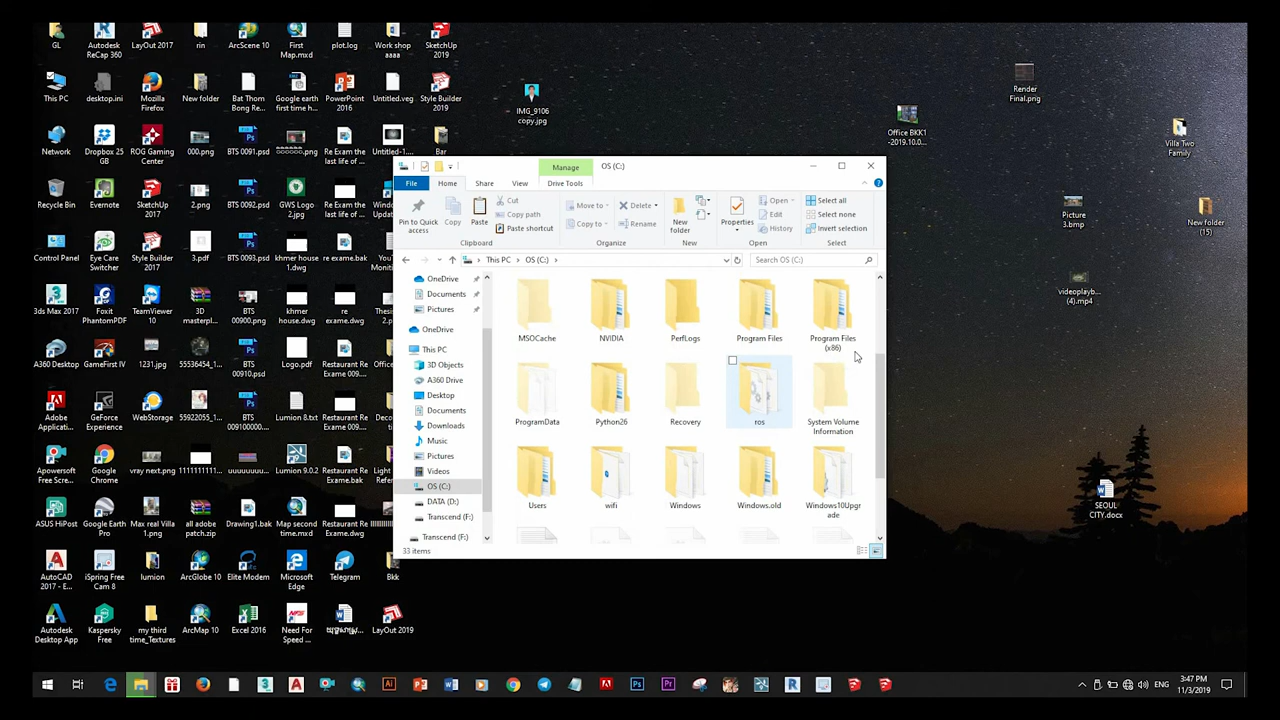 GL
Autodesk
ReCap 360
LayOut 2017
rin
ArcScene 10
First
Map.mxd
plot.log
Work shop
aaaa
SketchUp
2019
This PC
desktop.ini
Mozilla
Firefox
New folder
Bat Thom
Bong Re...
Google earth
first time h...
PowerPoint
2016
Untitled.veg
Style Builder
2019
Network
Dropbox 25
GB
ROG Gaming
Center
000.png
BTS 0091.psd
Re Exam the
last life of ...
Untitled-1....
Bar
Recycle Bin
Evernote
SketchUp
2017
2.png
BTS 0092.psd
GWS Logo
2.jpg
Re Exam the
last life of ...
Control Panel
Eye Care
Switcher
Style Builder
2017
3.pdf
BTS
00900.psd
khmer
house 1.dwg
re exam.bak
3ds Max 2017
Foxit
PhantomPDF
TeamViewer
10
3D
masterpl...
BTS
00900.png
khmer
house.dwg
re
exame.dwg
A360 Desktop
GameFirst IV
1231.jpg
55536454_...
BTS
00910.psd
Logo.pdf
Restaurant
Exam 009....
Adobe
Application ...
GeForce
Experience
WebStorage
55922055_1...
BTS
009100000...
Lumion 8.txt
Restaurant
Re Exam...
Apowersoft
Free Scree...
Google
Chrome
vray next.png
11111111111...
uuuuuuuu...
Lumion 9.0.2
Restaurant
Exame...
ASUS HiPost
Google Earth
Pro
Max real Villa
1.png
all adobe
patch.zip
Drawing1.bak
Map second
time.mxd
Restaurant
Exame.dwg
AutoCAD
2017 - E...
iSpring Free
Cam 8
lumion
ArcGlobe 10
Elite Modem
Microsoft
Edge
Telegram
Bkk
Autodesk
Desktop App
Kaspersky
Free
my third
time_Textures
ArcMap 10
Excel 2016
Need For
Speed ...
LayOut 2019
IMG_9106
copy.jpg
Render
Final.png
Office BKK1
-2019.10.0...
Villa Two
Family
Picture
3.bmp
New folder
(15)
videoplayb...
(4).mp4
SEOUL
CITY.docx
Manage
OS (C:)
File
Home
Share
View
Drive Tools
Pin to Quick
access
Copy
Paste
Cut
Copy path
Paste shortcut
Move to
Copy to
Delete
Rename
New
folder
Properties
Open
Edit
History
Select all
Select none
Invert selection
Clipboard
Organize
New
Open
Select
This PC
OS (C:)
Search OS (C:)
OneDrive
Documents
Pictures
OneDrive
This PC
3D Objects
A360 Drive
Desktop
Documents
Downloads
Music
Pictures
Videos
OS (C:)
DATA (D:)
Transcend (F:)
Transcend (F:)
MSOCache
NVIDIA
PerfLogs
Program Files
Program Files
(x86)
ProgramData
Python26
Recovery
ros
System Volume
Information
Users
wifi
Windows
Windows.old
Windows10Upgr
ade
33 items
ENG
3:47 PM
11/3/2019